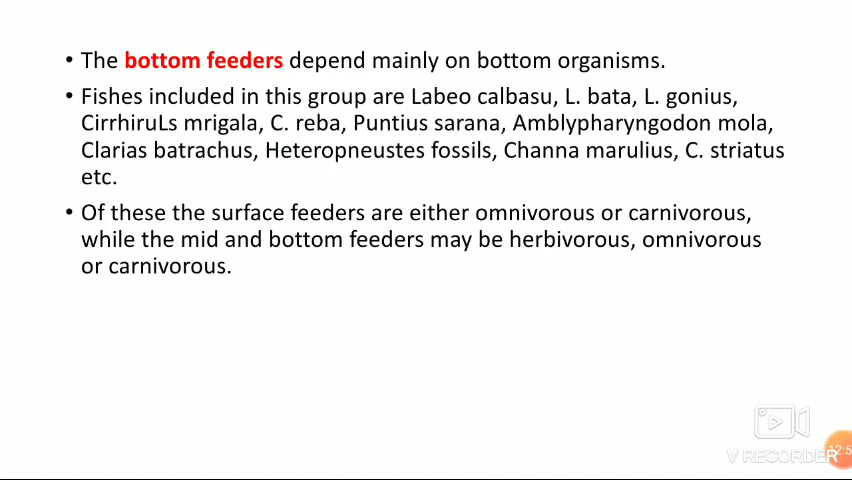 • The bottom feeders depend mainly on bottom organisms.
• Fishes included in this group are Labeo calbasu, L. bata, L. gonius,
CirrhiruLs mrigala, C. reba, Puntius sarana, Amblypharyngodon mola,
Clarias batrachus, Heteropneustes fossils, Channa marulius, C. striatus
etc.
• Of these the surface feeders are either omnivorous or carnivorous,
while the mid and bottom feeders may be herbivorous, omnivorous
or carnivorous.
V RECORDER